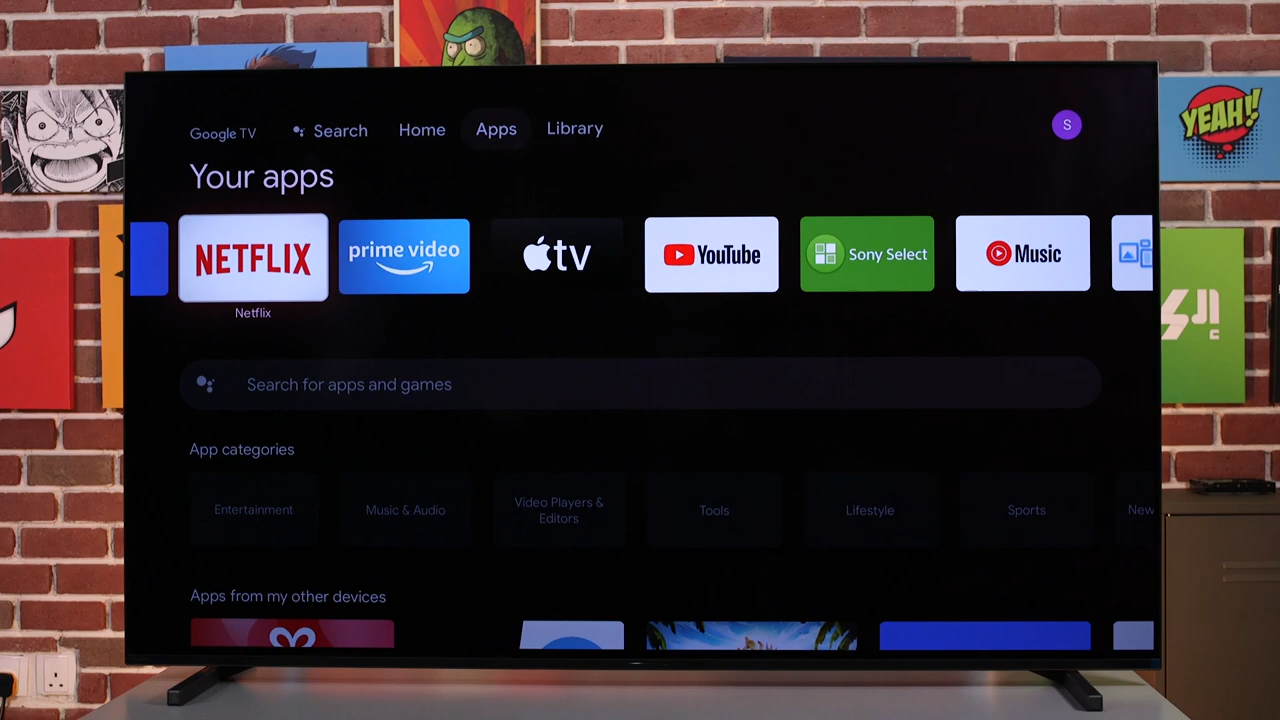 Google TV Search Home Apps Library S
Your apps
NETFLIX prime video tv YouTube Sony Select Music
Netflix
Search for apps and games
App categories
Entertainment Music & Audio Video Players & Editors Tools Lifestyle Sports New
Apps from my other devices
YEAH!!